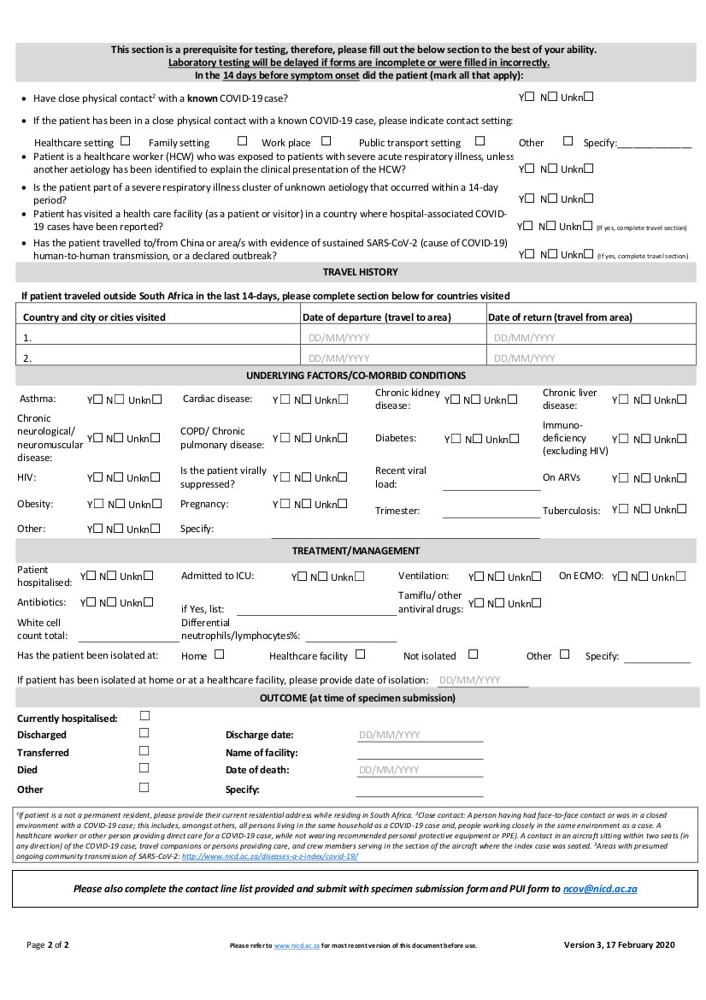 This section is a prerequisite for testing, therefore, please fill out the below section to the best of your ability.
Laboratory testing will be delayed if forms are incomplete or were filled in incorrectly.
In the 14 days before symptom onset did the patient (mark all that apply):
• Have close physical contact² with a known COVID-19 case? Y☐ N☐ Unkn☐
• If the patient has been in a close physical contact with a known COVID-19 case, please indicate contact setting:
Healthcare setting ☐ Family setting ☐ Work place ☐ Public transport setting ☐ Other ☐ Specify:______________
• Patient is a healthcare worker (HCW) who was exposed to patients with severe acute respiratory illness, unless
another aetiology has been identified to explain the clinical presentation of the HCW? Y☐ N☐ Unkn☐
• Is the patient part of a severe respiratory illness cluster of unknown aetiology that occurred within a 14-day
period? Y☐ N☐ Unkn☐
• Patient has visited a health care facility (as a patient or visitor) in a country where hospital-associated COVID-
19 cases have been reported? Y☐ N☐ Unkn☐ (If yes, complete travel section)
• Has the patient travelled to/from China or area/s with evidence of sustained SARS-CoV-2 (cause of COVID-19)
human-to-human transmission, or a declared outbreak? Y☐ N☐ Unkn☐ (If yes, complete travel section)
TRAVEL HISTORY
If patient traveled outside South Africa in the last 14-days, please complete section below for countries visited
Country and city or cities visited Date of departure (travel to area) Date of return (travel from area)
1. DD/MM/YYYY DD/MM/YYYY
2. DD/MM/YYYY DD/MM/YYYY
UNDERLYING FACTORS/CO-MORBID CONDITIONS
Asthma: Y☐ N☐ Unkn☐ Cardiac disease: Y☐ N☐ Unkn☐ Chronic kidney
disease: Y☐ N☐ Unkn☐ Chronic liver
disease: Y☐ N☐ Unkn☐
Chronic
neurological/
neuromuscular
disease: Y☐ N☐ Unkn☐ COPD/ Chronic
pulmonary disease: Y☐ N☐ Unkn☐ Diabetes: Y☐ N☐ Unkn☐ Immuno-
deficiency
(excluding HIV) Y☐ N☐ Unkn☐
HIV: Y☐ N☐ Unkn☐ Is the patient virally
suppressed? Y☐ N☐ Unkn☐ Recent viral
load: ______ On ARVs Y☐ N☐ Unkn☐
Obesity: Y☐ N☐ Unkn☐ Pregnancy: Y☐ N☐ Unkn☐ Trimester: ______ Tuberculosis: Y☐ N☐ Unkn☐
Other: Y☐ N☐ Unkn☐ Specify: ______
TREATMENT/MANAGEMENT
Patient
hospitalised: Y☐ N☐ Unkn☐ Admitted to ICU: Y☐ N☐ Unkn☐ Ventilation: Y☐ N☐ Unkn☐ On ECMO: Y☐ N☐ Unkn☐
Antibiotics: Y☐ N☐ Unkn☐ if Yes, list: ______ Tamiflu/ other
antiviral drugs: Y☐ N☐ Unkn☐
White cell
count total: ______ Differential
neutrophils/lymphocytes%: ______
Has the patient been isolated at: Home ☐ Healthcare facility ☐ Not isolated ☐ Other ☐ Specify: ______
If patient has been isolated at home or at a healthcare facility, please provide date of isolation: DD/MM/YYYY
OUTCOME (at time of specimen submission)
Currently hospitalised: ☐
Discharged ☐ Discharge date: DD/MM/YYYY
Transferred ☐ Name of facility: ______
Died ☐ Date of death: DD/MM/YYYY
Other ☐ Specify: ______
¹If patient is a not a permanent resident, please provide their current residential address while residing in South Africa. ²Close contact: A person having had face-to-face contact or was in a closed
environment with a COVID-19 case; this includes, amongst others, all persons living in the same household as a COVID-19 case and, people working closely in the same environment as a case. A
healthcare worker or other person providing direct care for a COVID-19 case, while not wearing recommended personal protective equipment or PPE). A contact in an aircraft sitting within two seats (in
any direction) of the COVID-19 case, travel companions or persons providing care, and crew members serving in the section of the aircraft where the index case was seated. ³Areas with presumed
ongoing community transmission of SARS-CoV-2: http://www.nicd.ac.za/diseases-a-z-index/covid-19/
Please also complete the contact line list provided and submit with specimen submission form and PUI form to ncov@nicd.ac.za
Page 2 of 2 Please refer to www.nicd.ac.za for most recent version of this document before use. Version 3, 17 February 2020